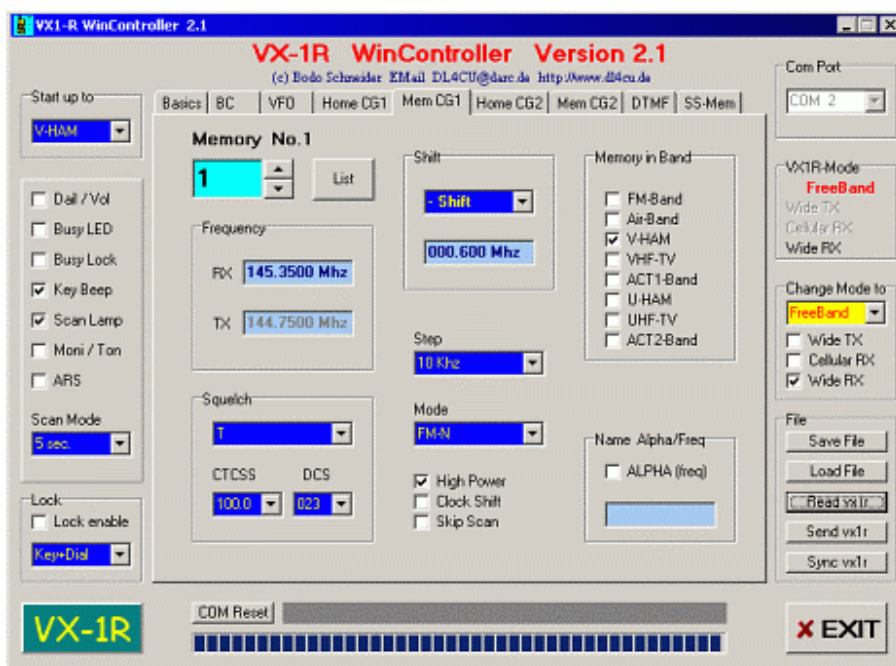 VX1-R WinController 2.1
VX-1R WinController Version 2.1
(c) Bodo Schneider EMail DL4CU@darc.de http://www.dl4cu.de
Start up to
V-HAM
Dail / Vol
Busy LED
Busy Lock
Key Beep
Scan Lamp
Moni / Ton
ARS
Scan Mode
5 sec.
Lock
Lock enable
Key+Dial
VX-1R
Basics BC VFO Home CG1 Mem CG1 Home CG2 Mem CG2 DTMF SS-Mem
Memory No.1
1
List
Frequency
RX 145.3500 Mhz
TX 144.7500 Mhz
Squelch
T
CTCSS DCS
100.0 023
Shift
- Shift
000.600 Mhz
Step
10 Khz
Mode
FM-N
High Power
Clock Shift
Skip Scan
Memory in Band
FM-Band
Air-Band
V-HAM
VHF-TV
ACT1-Band
U-HAM
UHF-TV
ACT2-Band
Name Alpha/Freq
ALPHA (freq)
COM Reset
Com Port
COM 2
VX1R-Mode
FreeBand
Wide TX
Cellular RX
Wide RX
Change Mode to
FreeBand
Wide TX
Cellular RX
Wide RX
File
Save File
Load File
Read vx1r
Send vx1r
Sync vx1r
EXIT